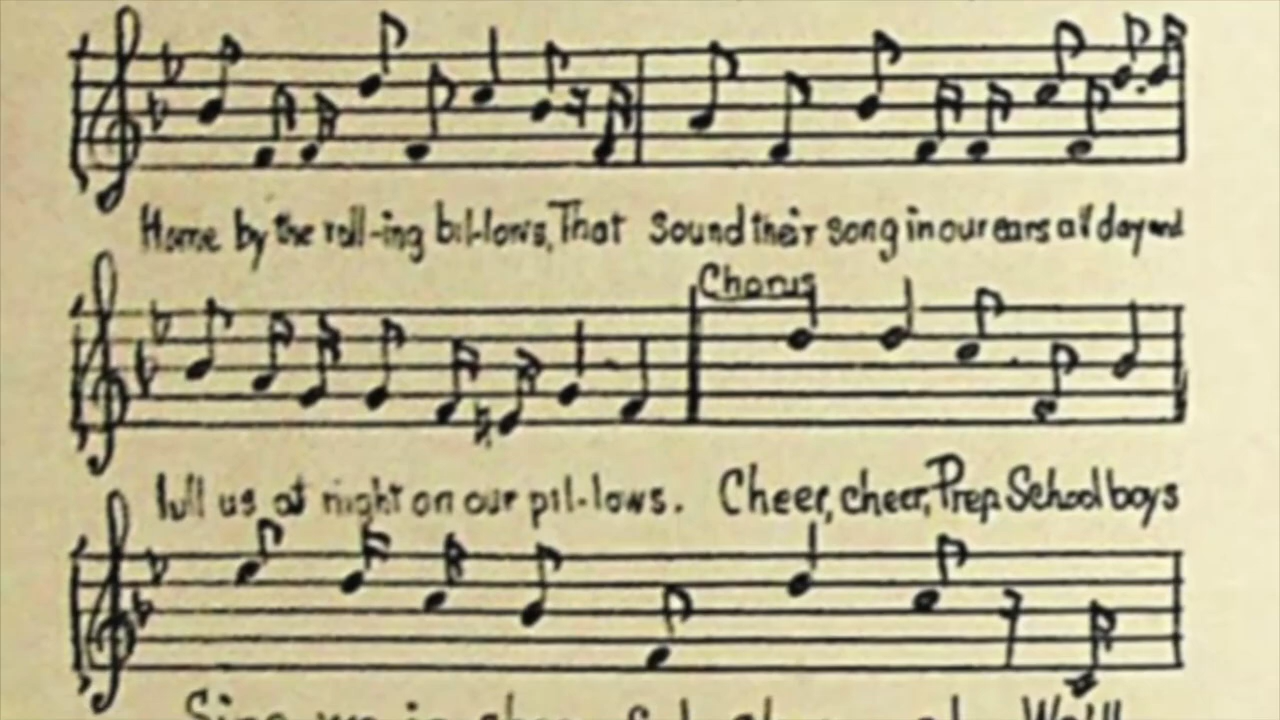 Home by the roll-ing bil-lows, That Sound their song in our ears all day and
Chorus
lull us at night on our pil-lows. Cheer, cheer, Prep. School boys